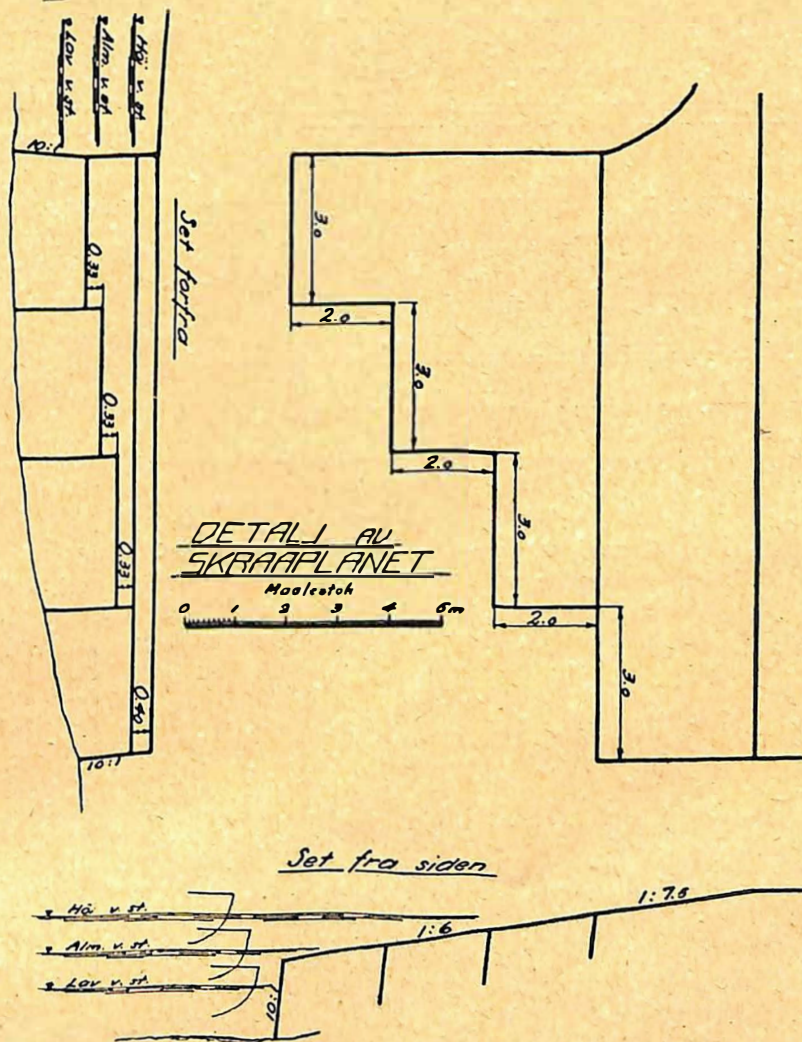 Høi v. st.
Alm. v. st.
Lav v. st.
10:1
Set forfra
0.33
0.33
0.33
0.40
10:1
3.0
2.0
3.0
2.0
3.0
2.0
3.0
DETALJ AV
SKRAAPLANET
Maalestok
0 1 2 3 4 5m
Set fra siden
Høi v. st.
Alm. v. st.
Lav v. st.
10:1
1:6
1:7.5